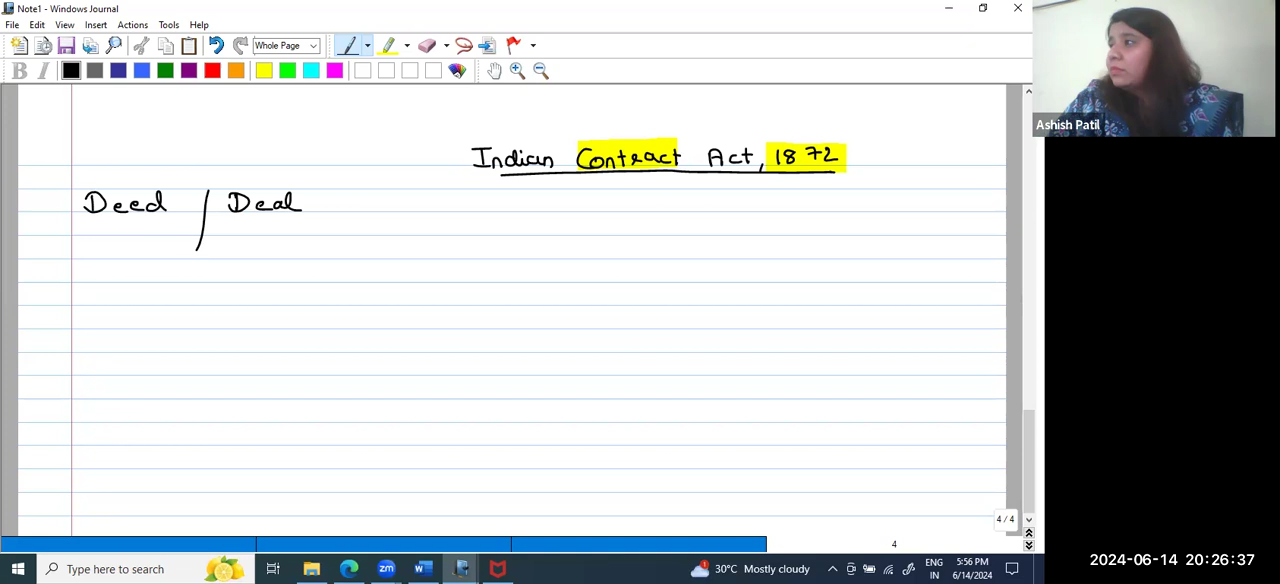 Note1 - Windows Journal
File Edit View Insert Actions Tools Help
Whole Page
B I
Ashish Patil
Indian Contract Act, 1872
Deed / Deal
4 / 4
4
Type here to search
30°C Mostly cloudy
ENG
IN
5:56 PM
6/14/2024
2024-06-14 20:26:37